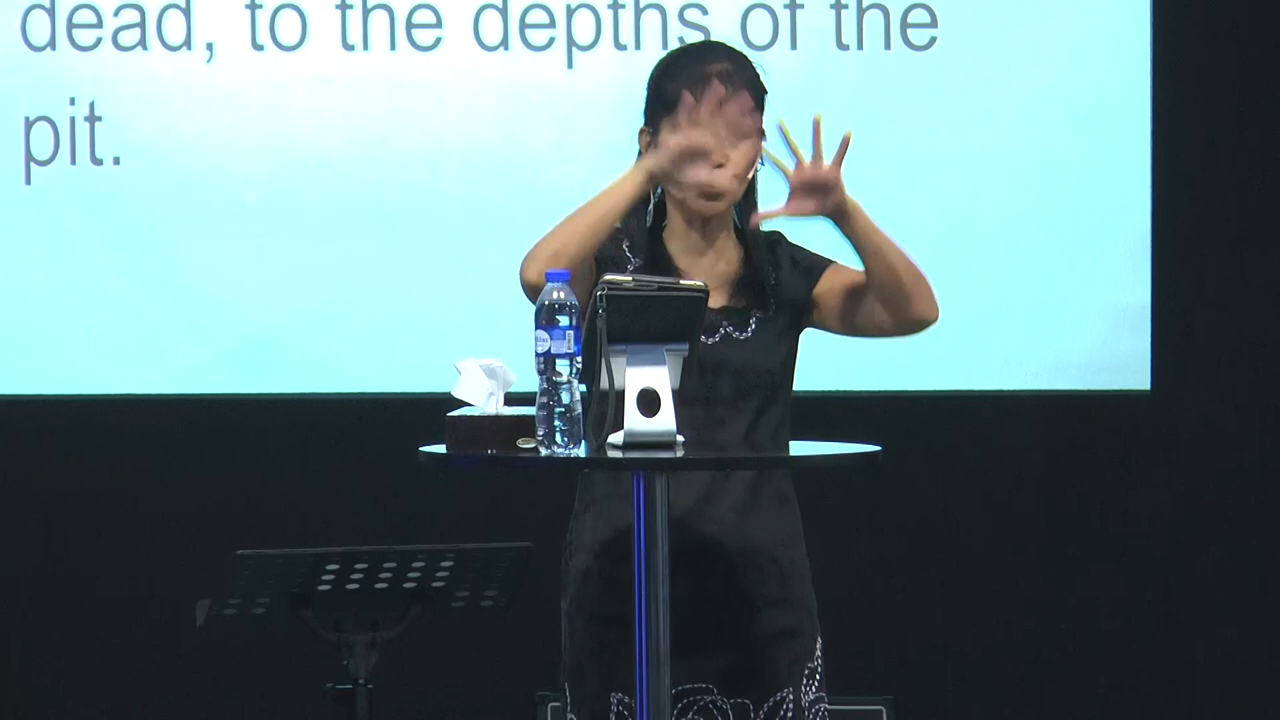 dead, to the depths of the
pit.